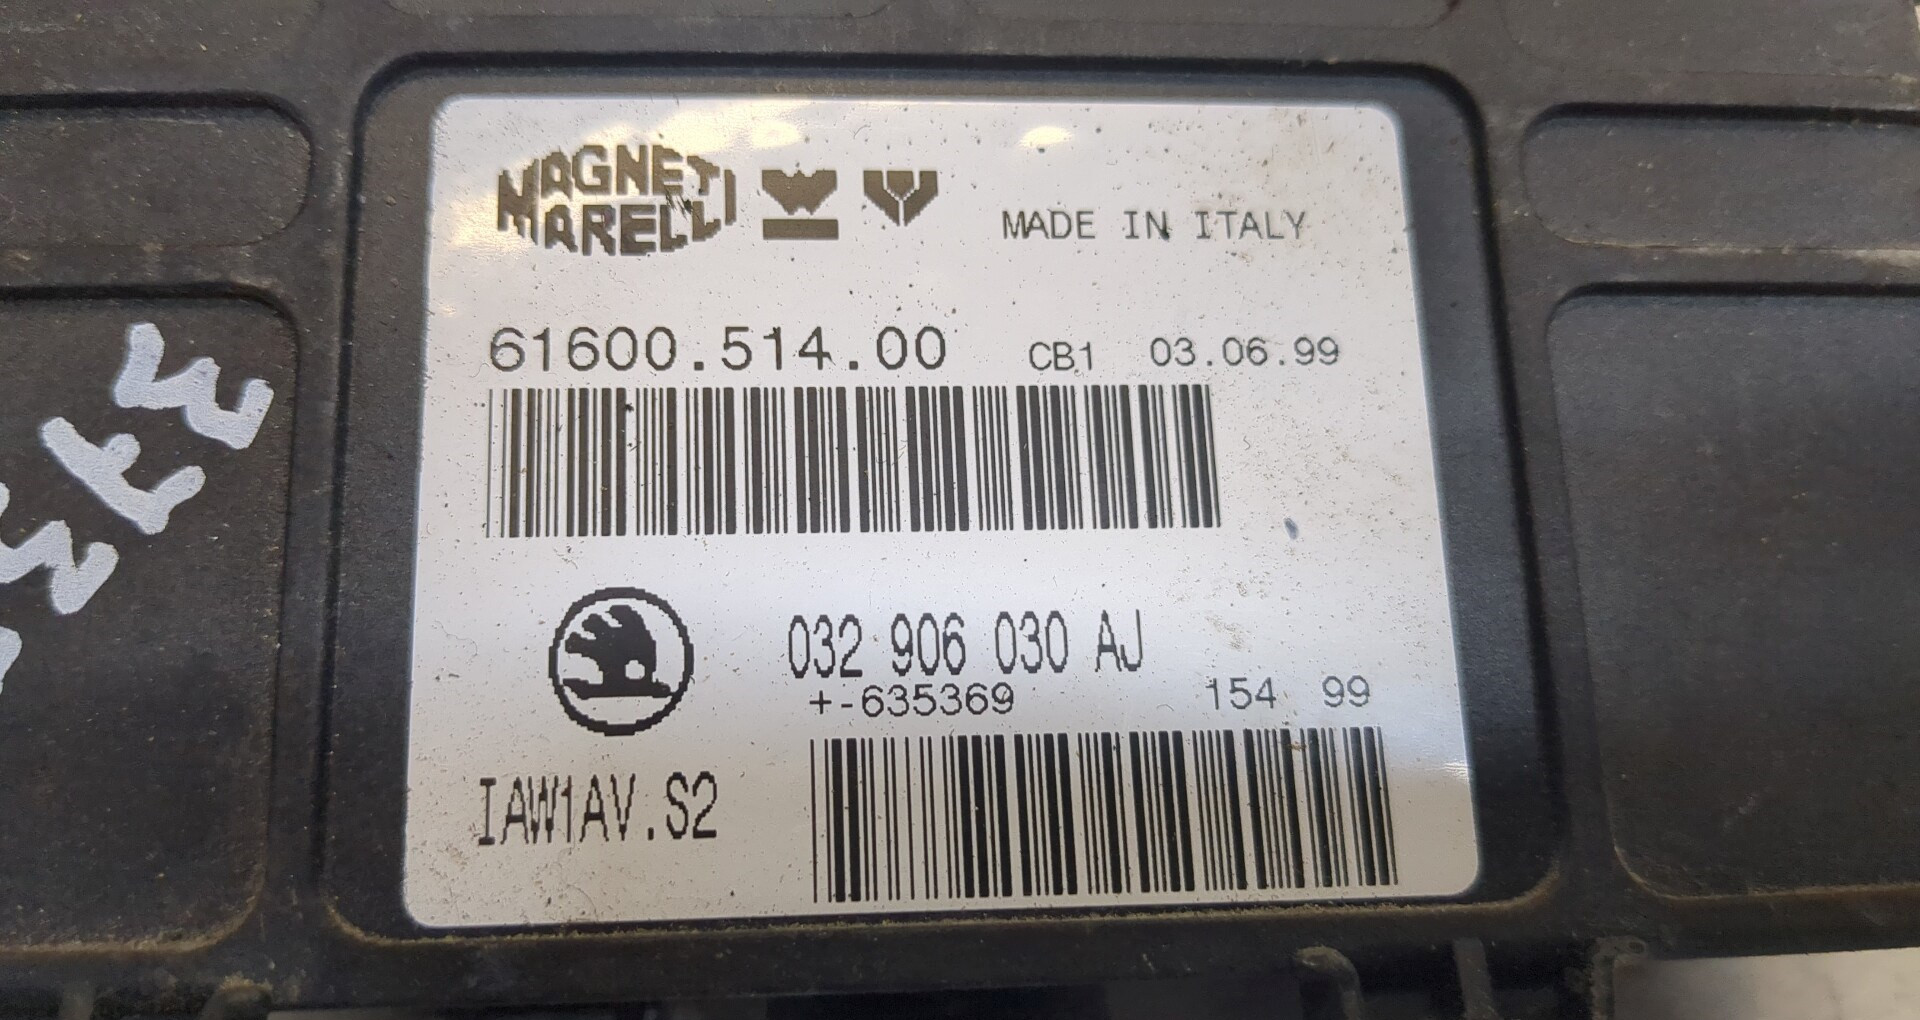 MAGNETI
MARELLI
MADE IN ITALY
61600.514.00 CB1 03.06.99
032 906 030 AJ
+-635369 154 99
IAW1AV.S2